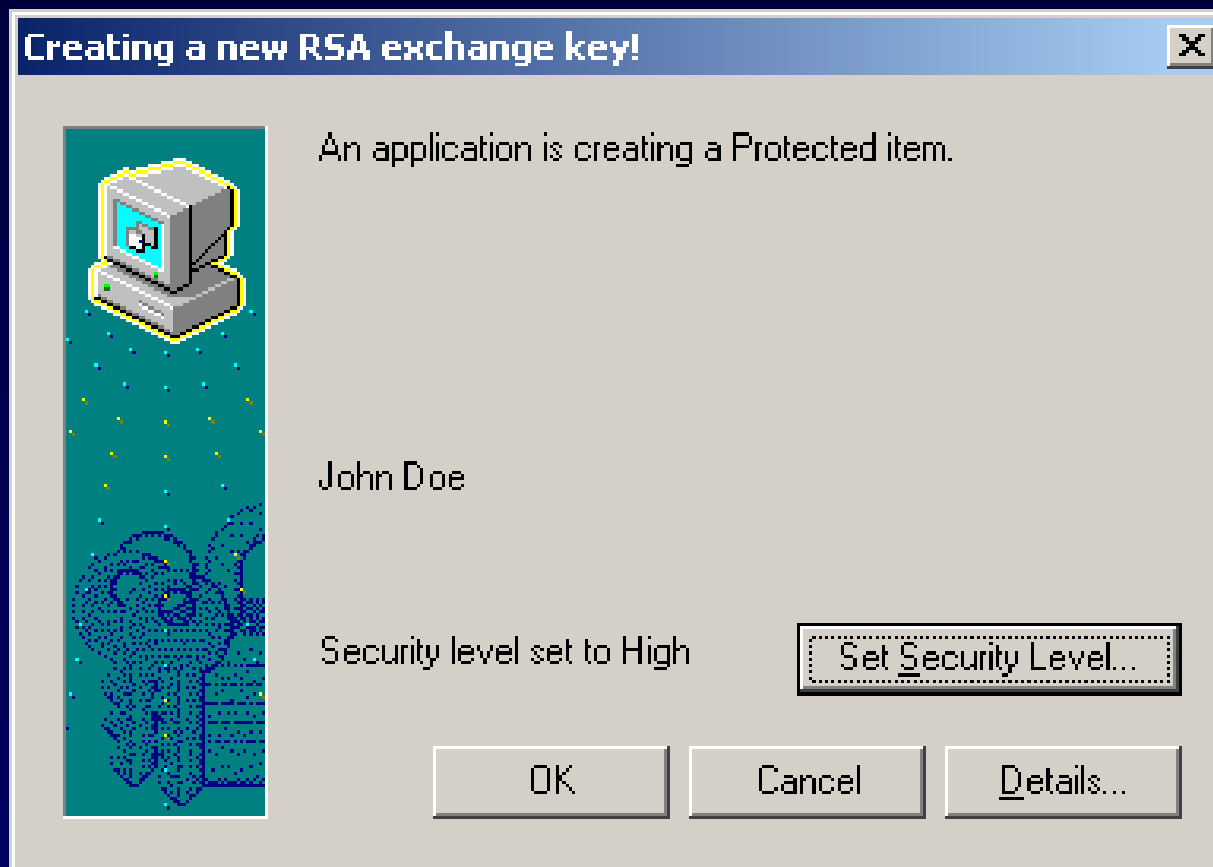 Creating a new RSA exchange key!
An application is creating a Protected item.
John Doe
Security level set to High
Set Security Level...
OK
Cancel
Details...